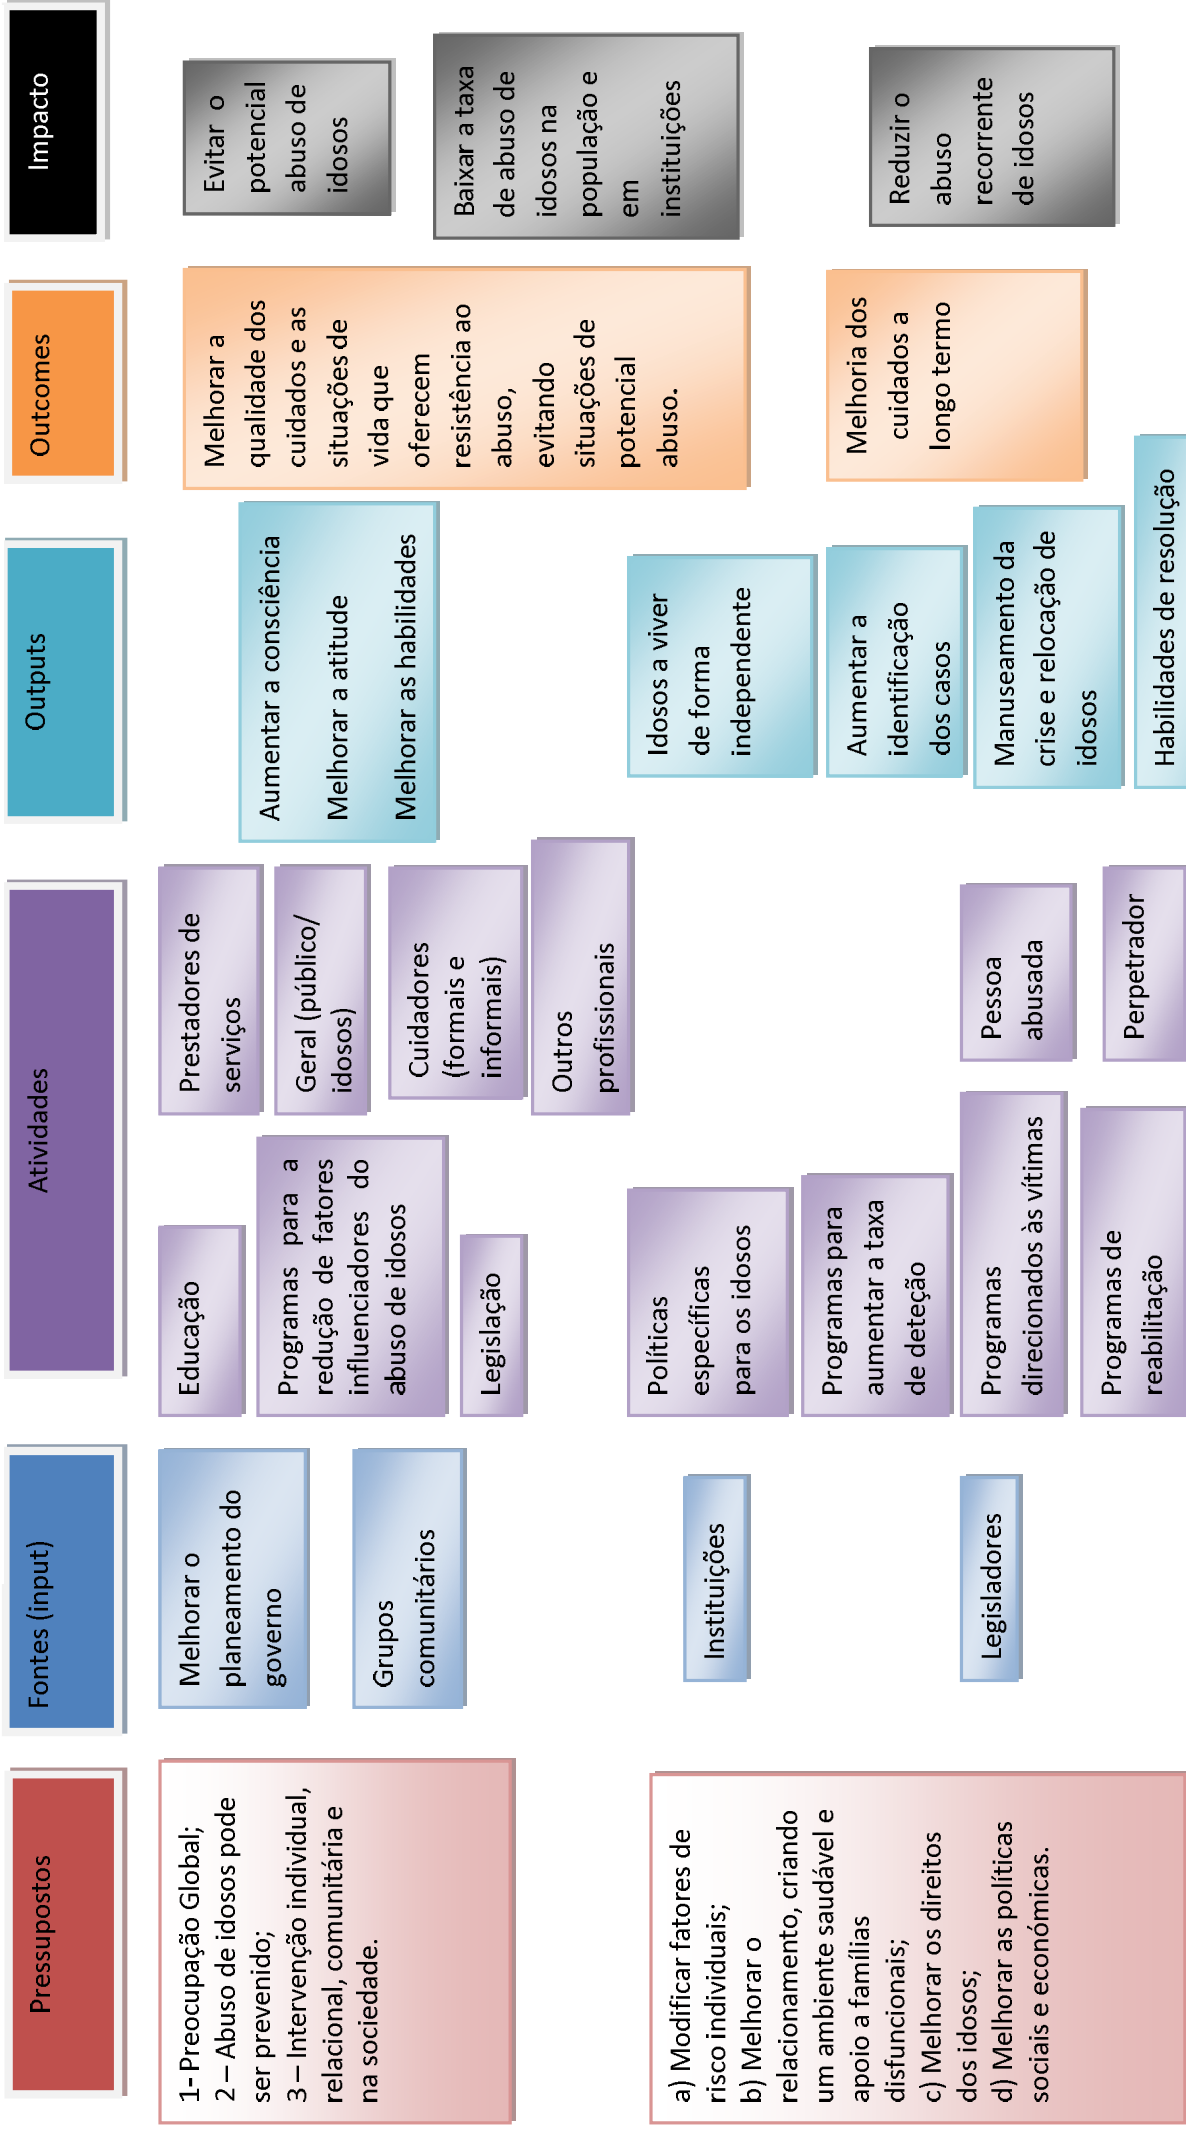 Pressupostos
Fontes (input)
Atividades
Outputs
Outcomes
Impacto
1- Preocupação Global;
2 – Abuso de idosos pode
ser prevenido;
3 – Intervenção individual,
relacional, comunitária e
na sociedade.
a) Modificar fatores de
risco individuais;
b) Melhorar o
relacionamento, criando
um ambiente saudável e
apoio a famílias
disfuncionais;
c) Melhorar os direitos
dos idosos;
d) Melhorar as políticas
sociais e económicas.
Melhorar o
planeamento do
governo
Grupos
comunitários
Instituições
Legisladores
Educação
Programas para a
redução de fatores
influenciadores do
abuso de idosos
Legislação
Políticas
específicas
para os idosos
Programas para
aumentar a taxa
de deteção
Programas
direcionados às vítimas
Programas de
reabilitação
Prestadores de
serviços
Geral (público/
idosos)
Cuidadores
(formais e
informais)
Outros
profissionais
Pessoa
abusada
Perpetrador
Aumentar a consciência
Melhorar a atitude
Melhorar as habilidades
Idosos a viver
de forma
independente
Aumentar a
identificação
dos casos
Manuseamento da
crise e relocação de
idosos
Habilidades de resolução
Melhorar a
qualidade dos
cuidados e as
situações de
vida que
oferecem
resistência ao
abuso,
evitando
situações de
potencial
abuso.
Melhoria dos
cuidados a
longo termo
Evitar o
potencial
abuso de
idosos
Baixar a taxa
de abuso de
idosos na
população e
em
instituições
Reduzir o
abuso
recorrente
de idosos